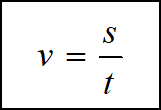 v = s/t